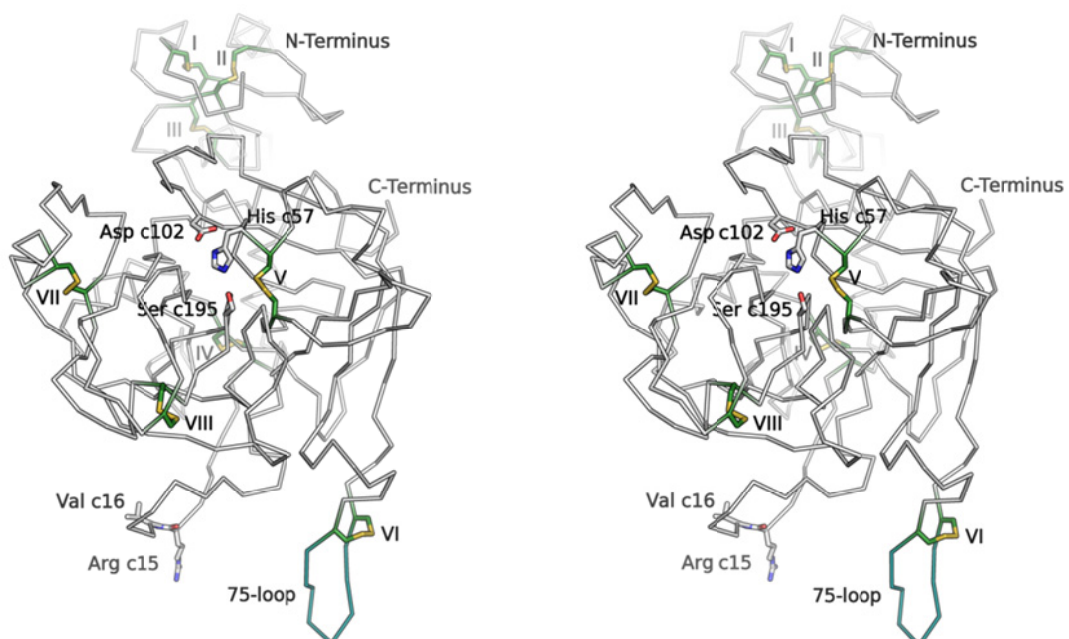 I
II
N-Terminus
III
C-Terminus
His c57
Asp c102
V
VII
Ser c195
IV
VIII
Val c16
VI
Arg c15
75-loop
I
II
N-Terminus
III
C-Terminus
His c57
Asp c102
V
VII
Ser c195
VIII
Val c16
VI
Arg c15
75-loop